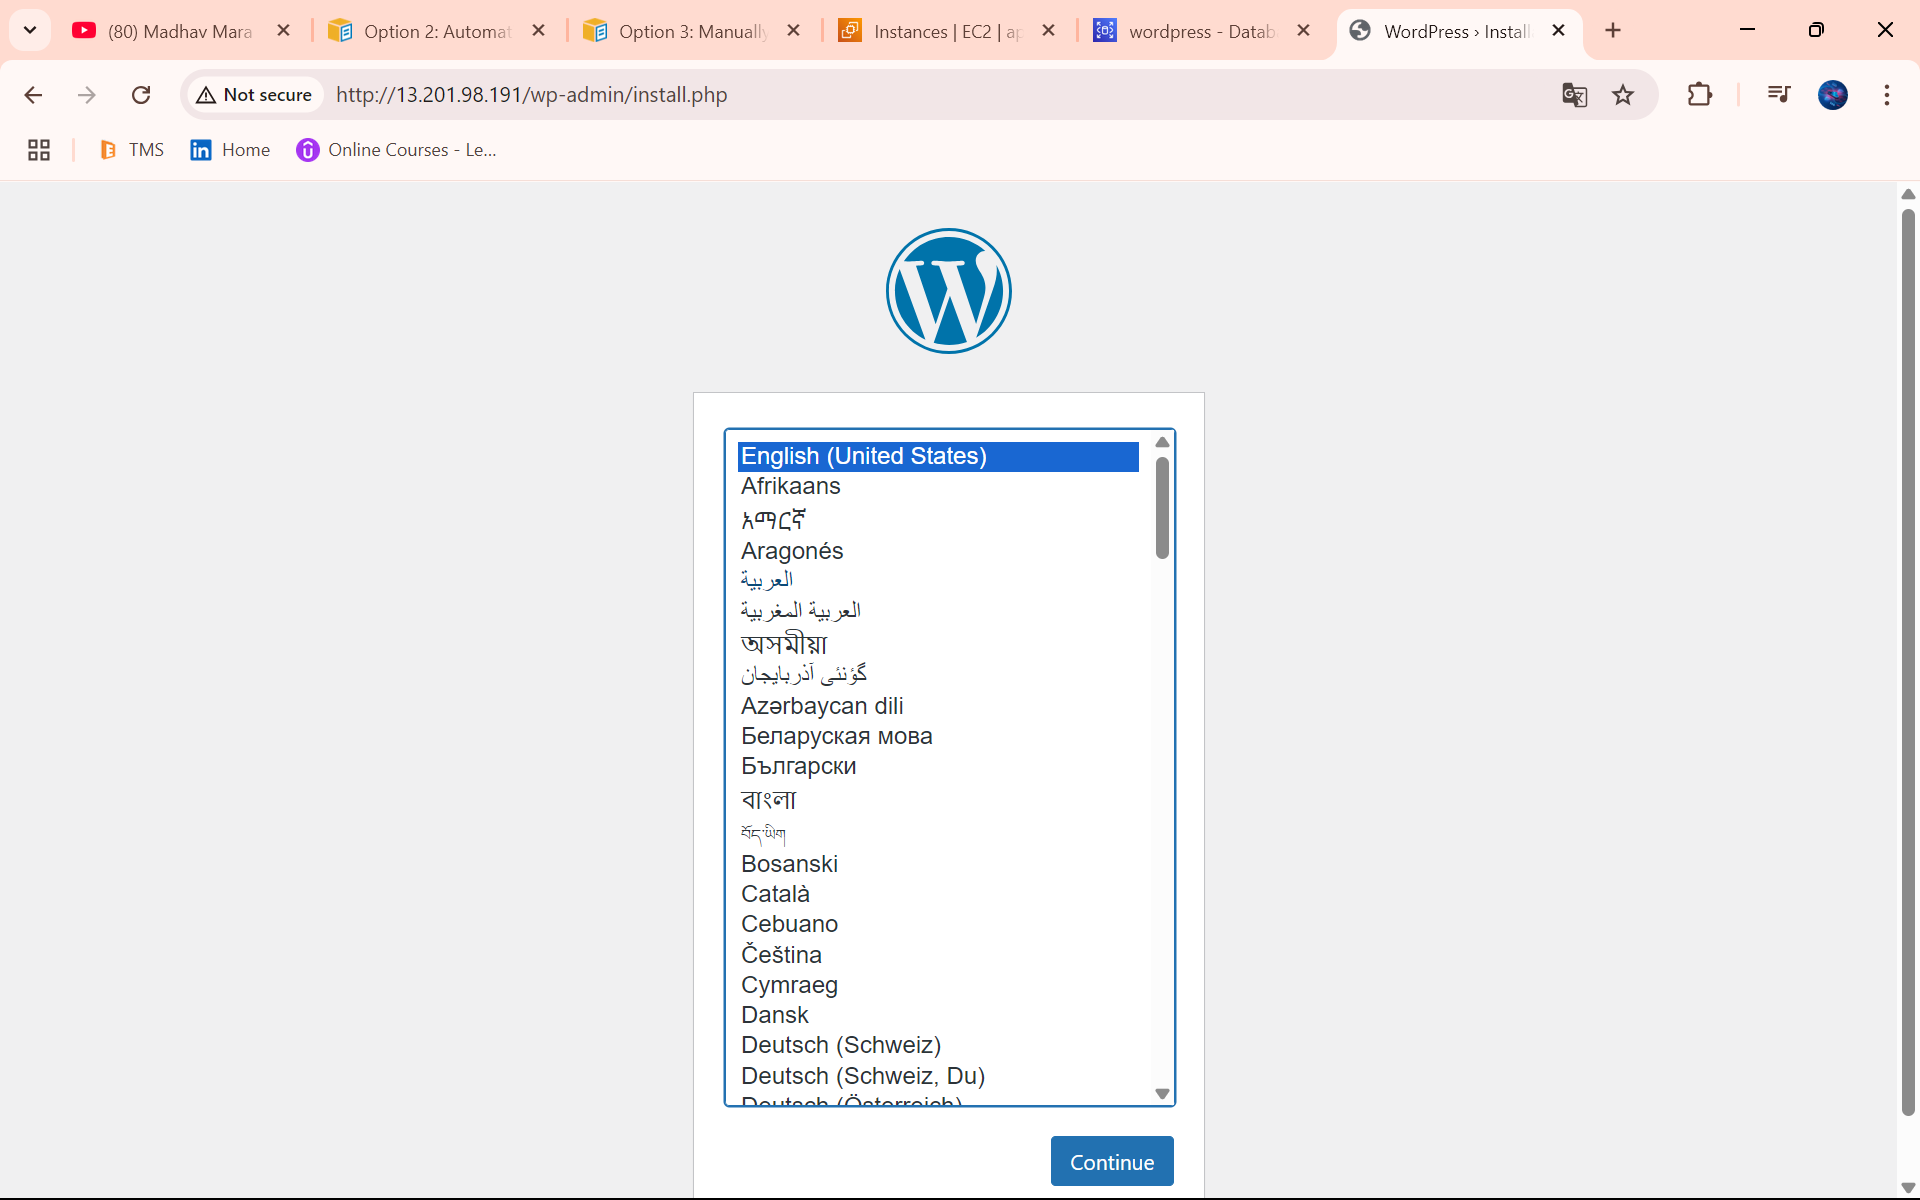 (80) Madhav Mara
Option 2: Automat
Option 3: Manually
Instances | EC2 | ap
wordpress - Datab
WordPress › Install
Not secure
http://13.201.98.191/wp-admin/install.php
TMS
Home
Online Courses - Le...
English (United States)
Afrikaans
አማርኛ
Aragonés
العربية
العربية المغربية
অসমীয়া
گؤنئی آذربایجان
Azərbaycan dili
Беларуская мова
Български
বাংলা
བོད་ཡིག
Bosanski
Català
Cebuano
Čeština
Cymraeg
Dansk
Deutsch (Schweiz)
Deutsch (Schweiz, Du)
Deutsch (Österreich)
Continue